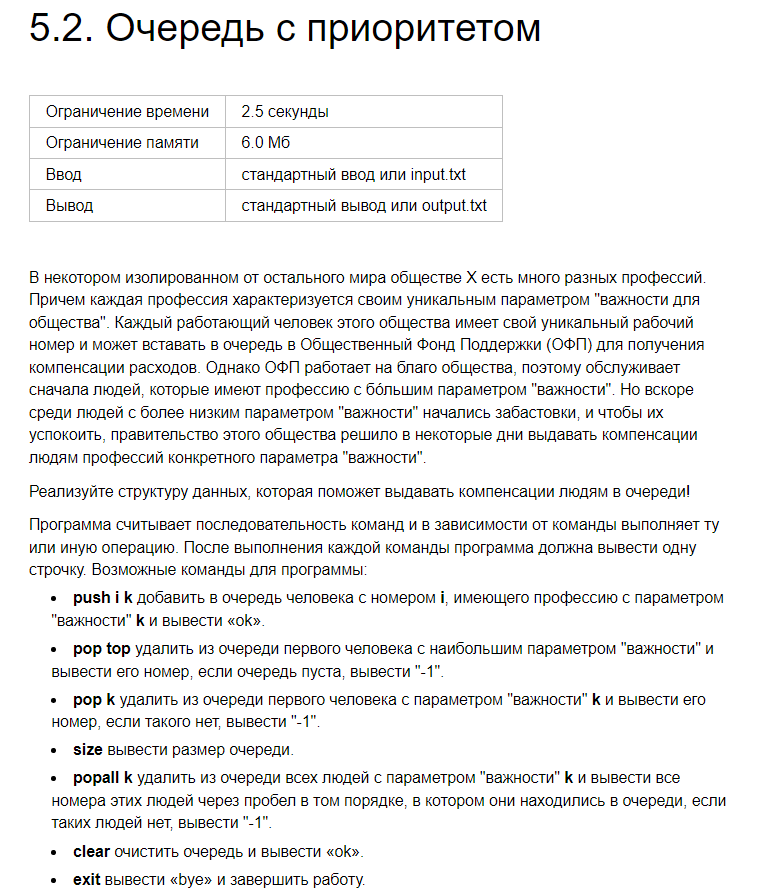 5.2. Очередь с приоритетом
Ограничение времени 2.5 секунды
Ограничение памяти 6.0 Мб
Ввод стандартный ввод или input.txt
Вывод стандартный вывод или output.txt
В некотором изолированном от остального мира обществе X есть много разных профессий.
Причем каждая профессия характеризуется своим уникальным параметром "важности для
общества". Каждый работающий человек этого общества имеет свой уникальный рабочий
номер и может вставать в очередь в Общественный Фонд Поддержки (ОФП) для получения
компенсации расходов. Однако ОФП работает на благо общества, поэтому обслуживает
сначала людей, которые имеют профессию с бо́льшим параметром "важности". Но вскоре
среди людей с более низким параметром "важности" начались забастовки, и чтобы их
успокоить, правительство этого общества решило в некоторые дни выдавать компенсации
людям профессий конкретного параметра "важности".
Реализуйте структуру данных, которая поможет выдавать компенсации людям в очереди!
Программа считывает последовательность команд и в зависимости от команды выполняет ту
или иную операцию. После выполнения каждой команды программа должна вывести одну
строчку. Возможные команды для программы:
• push i k добавить в очередь человека с номером i, имеющего профессию с параметром
"важности" k и вывести «ok».
• pop top удалить из очереди первого человека с наибольшим параметром "важности" и
вывести его номер, если очередь пуста, вывести "-1".
• pop k удалить из очереди первого человека с параметром "важности" k и вывести его
номер, если такого нет, вывести "-1".
• size вывести размер очереди.
• popall k удалить из очереди всех людей с параметром "важности" k и вывести все
номера этих людей через пробел в том порядке, в котором они находились в очереди, если
таких людей нет, вывести "-1".
• clear очистить очередь и вывести «ok».
• exit вывести «bye» и завершить работу.